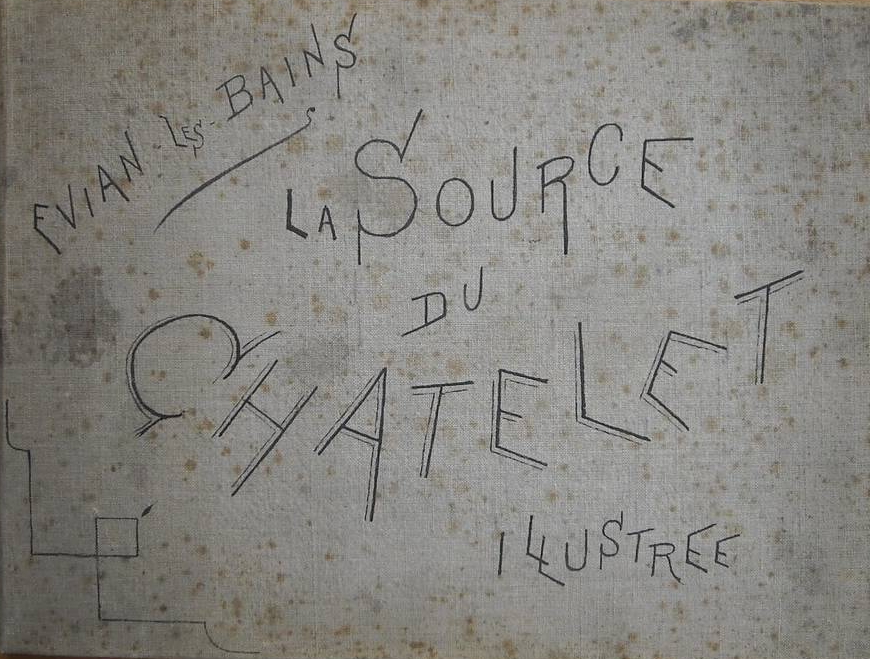 EVIAN-LES-BAINS
LA SOURCE
DU
CHATELET
ILLUSTREE